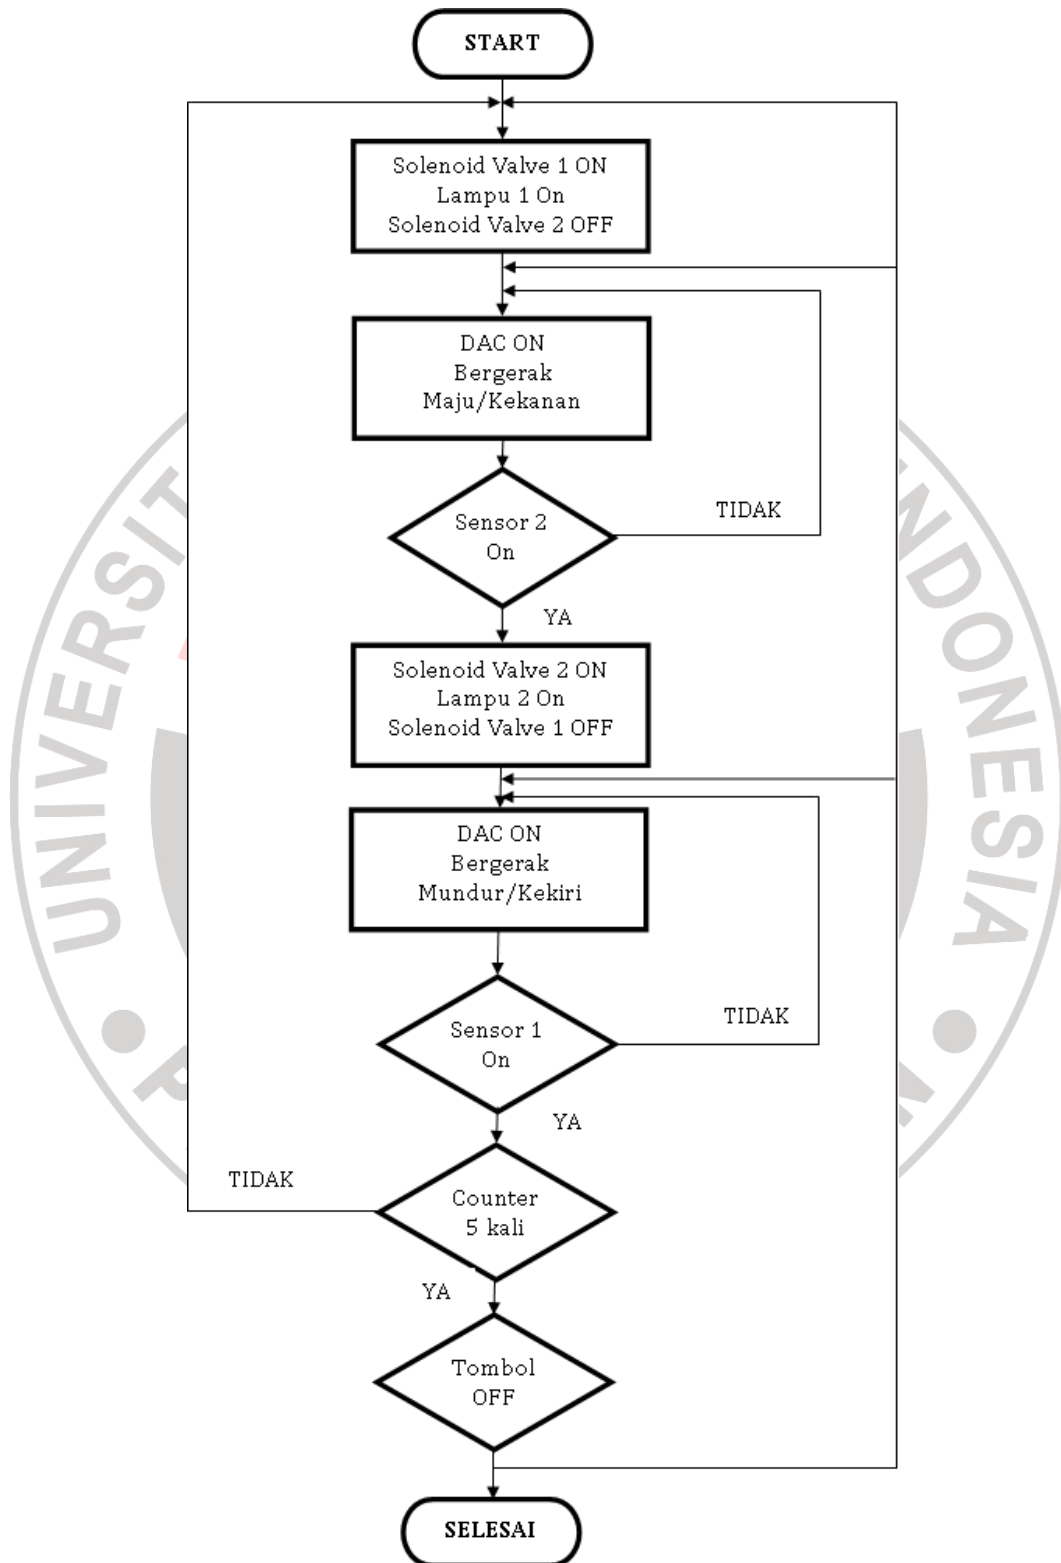 START
Solenoid Valve 1 ON
Lampu 1 On
Solenoid Valve 2 OFF
DAC ON
Bergerak
Maju/Kekanan
Sensor 2
On
TIDAK
YA
Solenoid Valve 2 ON
Lampu 2 On
Solenoid Valve 1 OFF
DAC ON
Bergerak
Mundur/Kekiri
Sensor 1
On
TIDAK
YA
TIDAK
Counter
5 kali
YA
Tombol
OFF
SELESAI